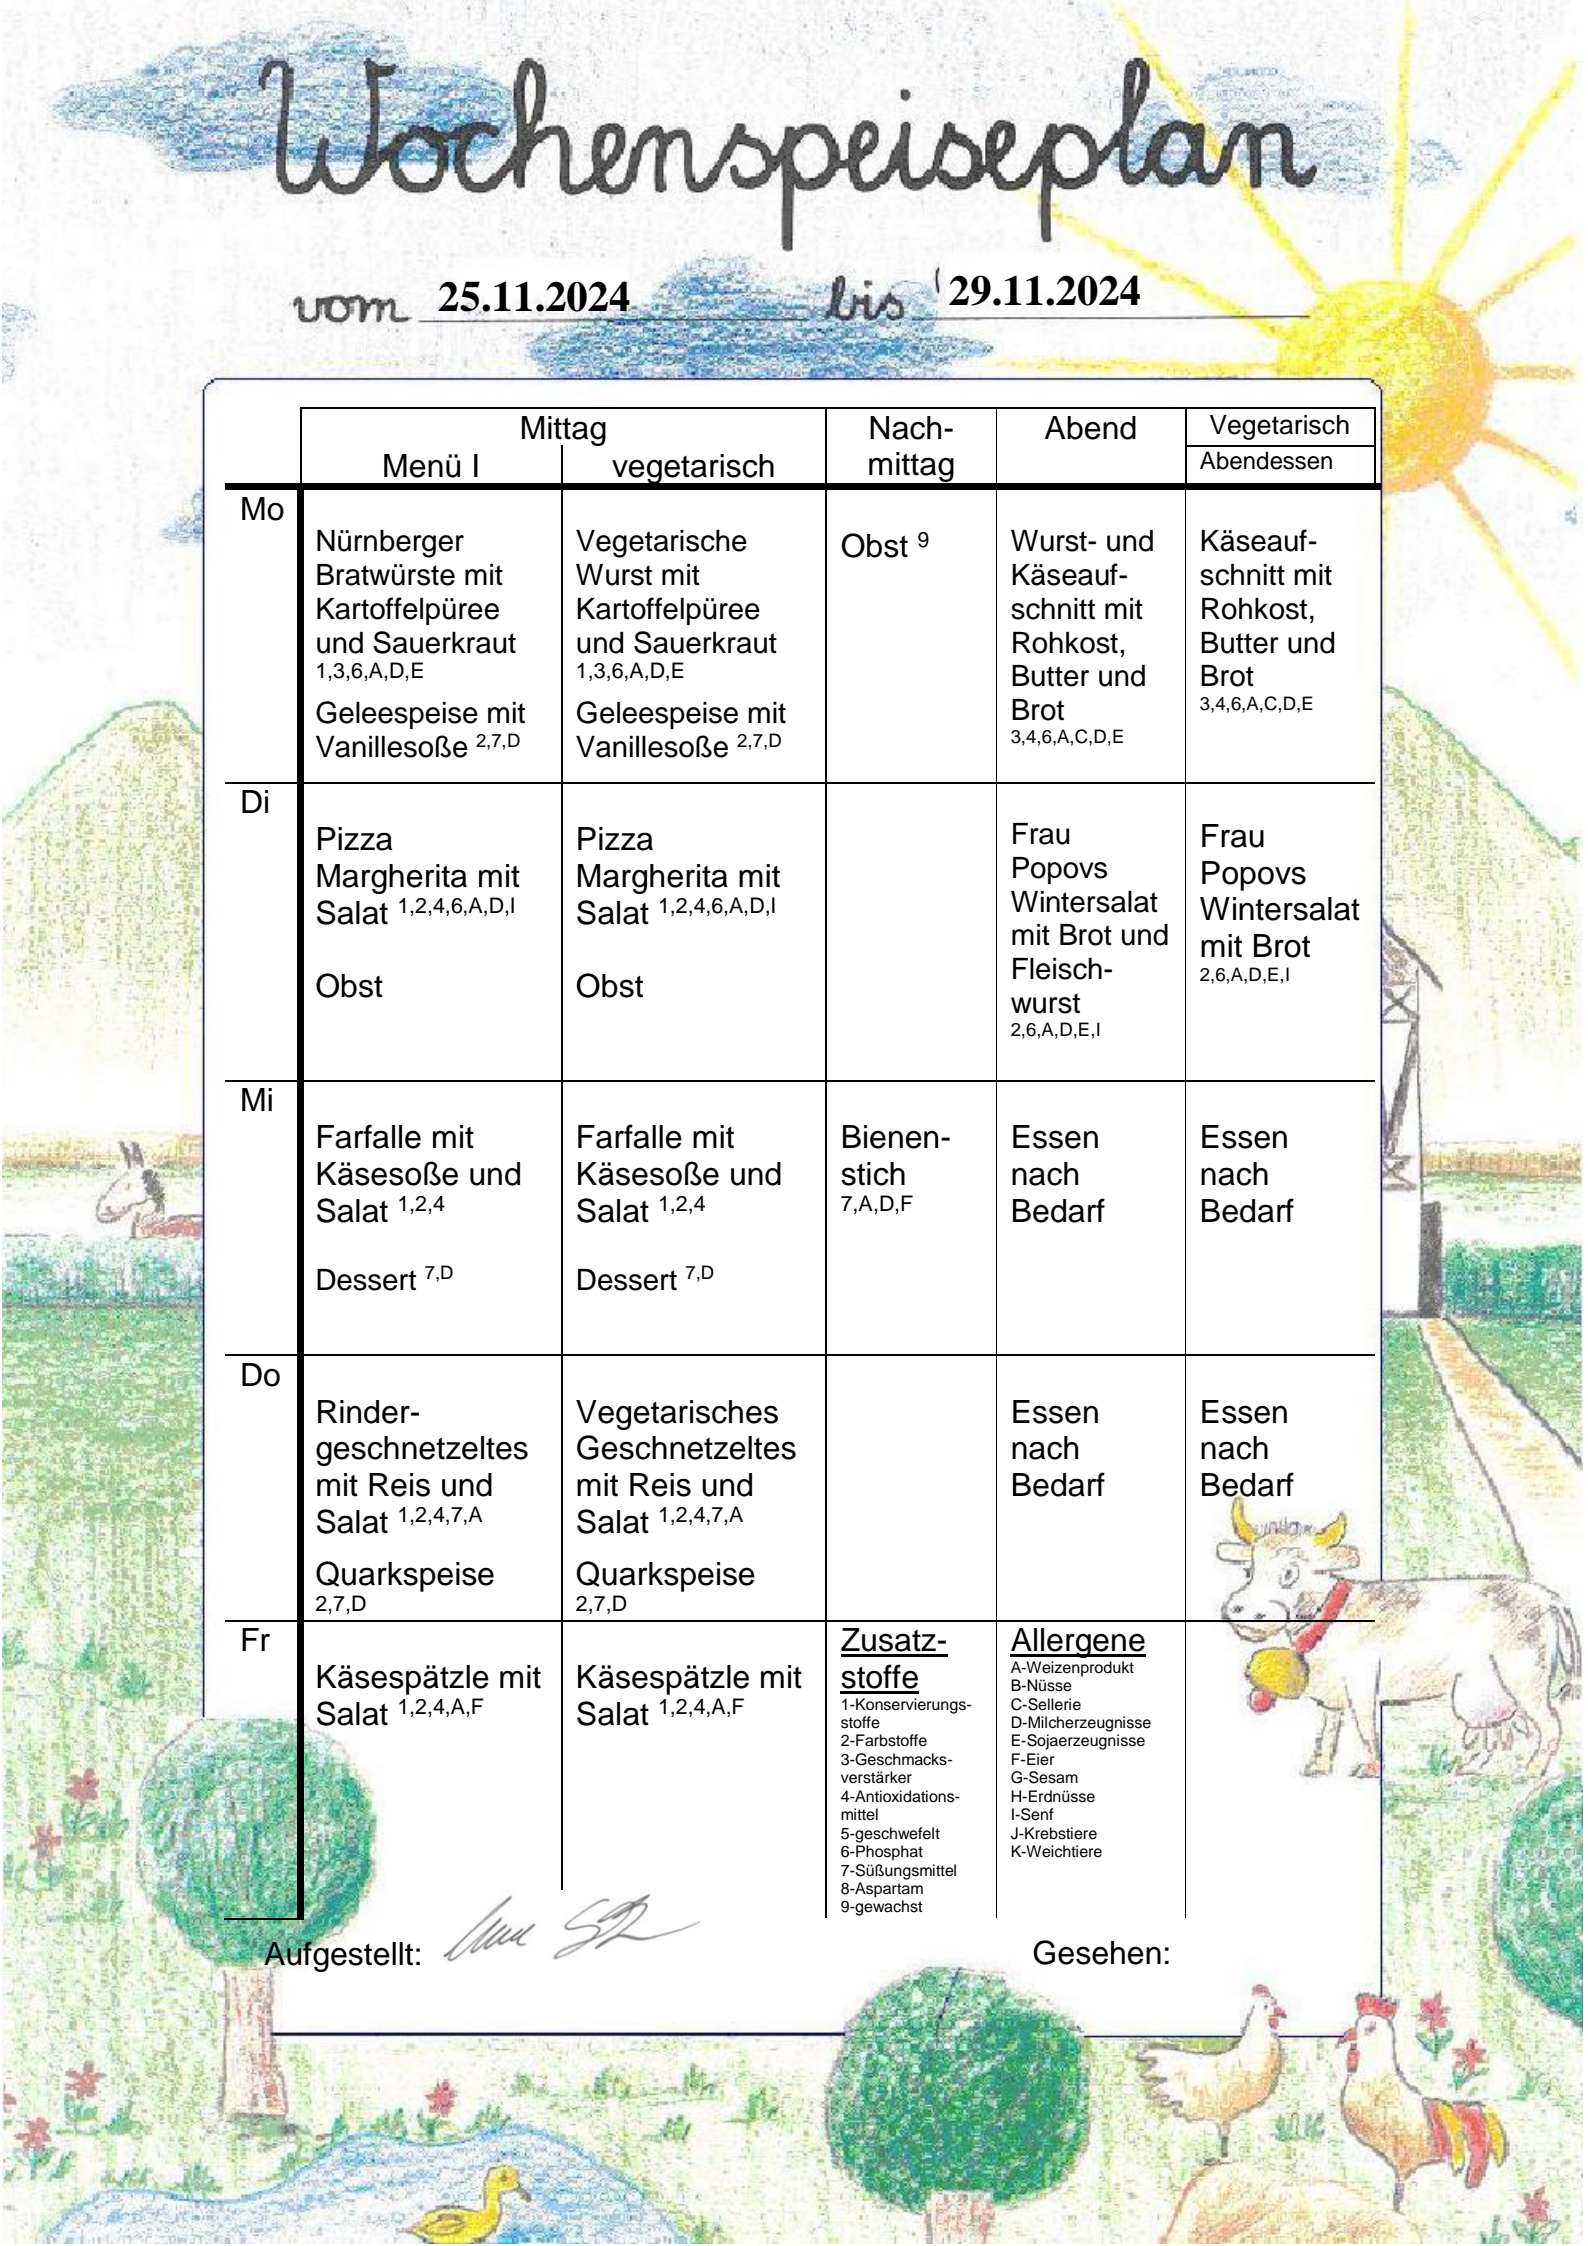 Wochenspeiseplan
vom 25.11.2024 bis 29.11.2024
Mittag
Menü I
vegetarisch
Nach-
mittag
Abend
Vegetarisch
Abendessen
Mo
Nürnberger
Bratwürste mit
Kartoffelpüree
und Sauerkraut
1,3,6,A,D,E
Geleespeise mit
Vanillesoße 2,7,D
Vegetarische
Wurst mit
Kartoffelpüree
und Sauerkraut
1,3,6,A,D,E
Geleespeise mit
Vanillesoße 2,7,D
Obst 9
Wurst- und
Käseauf-
schnitt mit
Rohkost,
Butter und
Brot
3,4,6,A,C,D,E
Käseauf-
schnitt mit
Rohkost,
Butter und
Brot
3,4,6,A,C,D,E
Di
Pizza
Margherita mit
Salat 1,2,4,6,A,D,I
Obst
Pizza
Margherita mit
Salat 1,2,4,6,A,D,I
Obst
Frau
Popovs
Wintersalat
mit Brot und
Fleisch-
wurst
2,6,A,D,E,I
Frau
Popovs
Wintersalat
mit Brot
2,6,A,D,E,I
Mi
Farfalle mit
Käsesoße und
Salat 1,2,4
Dessert 7,D
Farfalle mit
Käsesoße und
Salat 1,2,4
Dessert 7,D
Bienen-
stich
7,A,D,F
Essen
nach
Bedarf
Essen
nach
Bedarf
Do
Rinder-
geschnetzeltes
mit Reis und
Salat 1,2,4,7,A
Quarkspeise
2,7,D
Vegetarisches
Geschnetzeltes
mit Reis und
Salat 1,2,4,7,A
Quarkspeise
2,7,D
Essen
nach
Bedarf
Essen
nach
Bedarf
Fr
Käsespätzle mit
Salat 1,2,4,A,F
Käsespätzle mit
Salat 1,2,4,A,F
Zusatz-
stoffe
1-Konservierungs-
stoffe
2-Farbstoffe
3-Geschmacks-
verstärker
4-Antioxidations-
mittel
5-geschwefelt
6-Phosphat
7-Süßungsmittel
8-Aspartam
9-gewachst
Allergene
A-Weizenprodukt
B-Nüsse
C-Sellerie
D-Milcherzeugnisse
E-Sojaerzeugnisse
F-Eier
G-Sesam
H-Erdnüsse
I-Senf
J-Krebstiere
K-Weichtiere
Aufgestellt:
Gesehen: